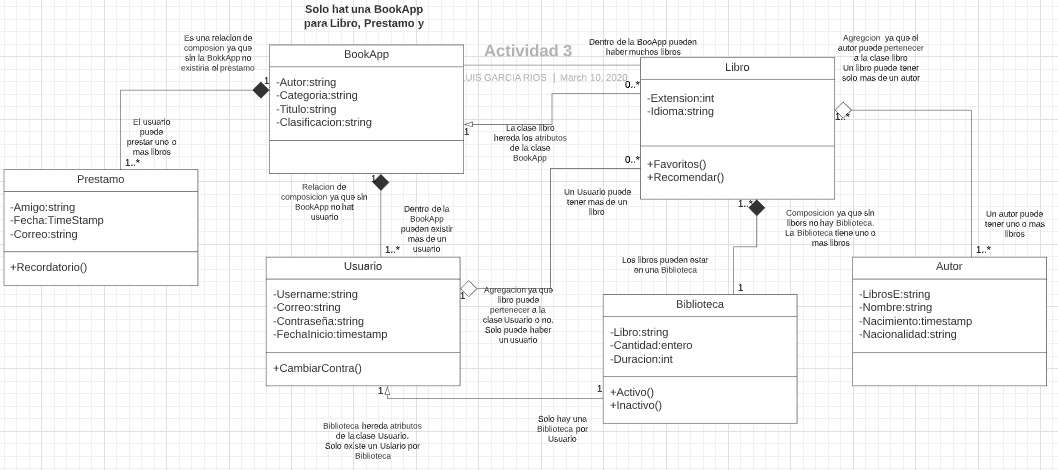 Solo hat una BookApp
para Libro, Prestamo y
Es una relacion de
composion ya que
sin la BokkApp no
existiria el prestamo
BookApp
-Autor:string
-Categoria:string
-Titulo:string
-Clasificacion:string
1
Actividad 3
LUIS GARCIA RIOS | March 10, 2020
Dentro de la BooApp pueden
haber muchos libros
0..*
Libro
-Extension:int
-Idioma:string
+Favoritos()
+Recomendar()
Agregcion ya que el
autor puede pertenecer
a la clase libro
Un libro puede tener
solo mas de un autor
1..*
1
La clase libro
hereda los atributos
de la clase
BookApp
El usuario
puede
prestar uno o
mas libros
1..*
Prestamo
-Amigo:string
-Fecha:TimeStamp
-Correo:string
+Recordatorio()
0..*
1
Relacion de
composicion ya que sin
BookApp no hat
usuario
Dentro de la
BookApp
pueden existir
mas de un
usuario
1..*
Un Usuario puede
tener mas de un
libro
1..*
Composicion ya que sin
libors no hay Biblioteca.
La Biblioteca tiene uno o
mas libros
Un autor puede
tener uno o mas
libros
1..*
Usuario
-Username:string
-Correo:string
-Contraseña:string
-FechaInicio:timestamp
+CambiarContra()
1
Agregacion ya que
libro puede
pertenecer a la
clase Usuario o no.
Solo puede haber
un usuario
Los libros pueden estar
en una Biblioteca
1
Biblioteca
-Libro:string
-Cantidad:entero
-Duracion:int
+Activo()
+Inactivo()
Autor
-LibrosE:string
-Nombre:string
-Nacimiento:timestamp
-Nacionalidad:string
1
1
Biblioteca hereda atributos
de la clase Usuario.
Solo existe un Uslario por
Biblioteca
Solo hay una
Biblioteca por
Usuario